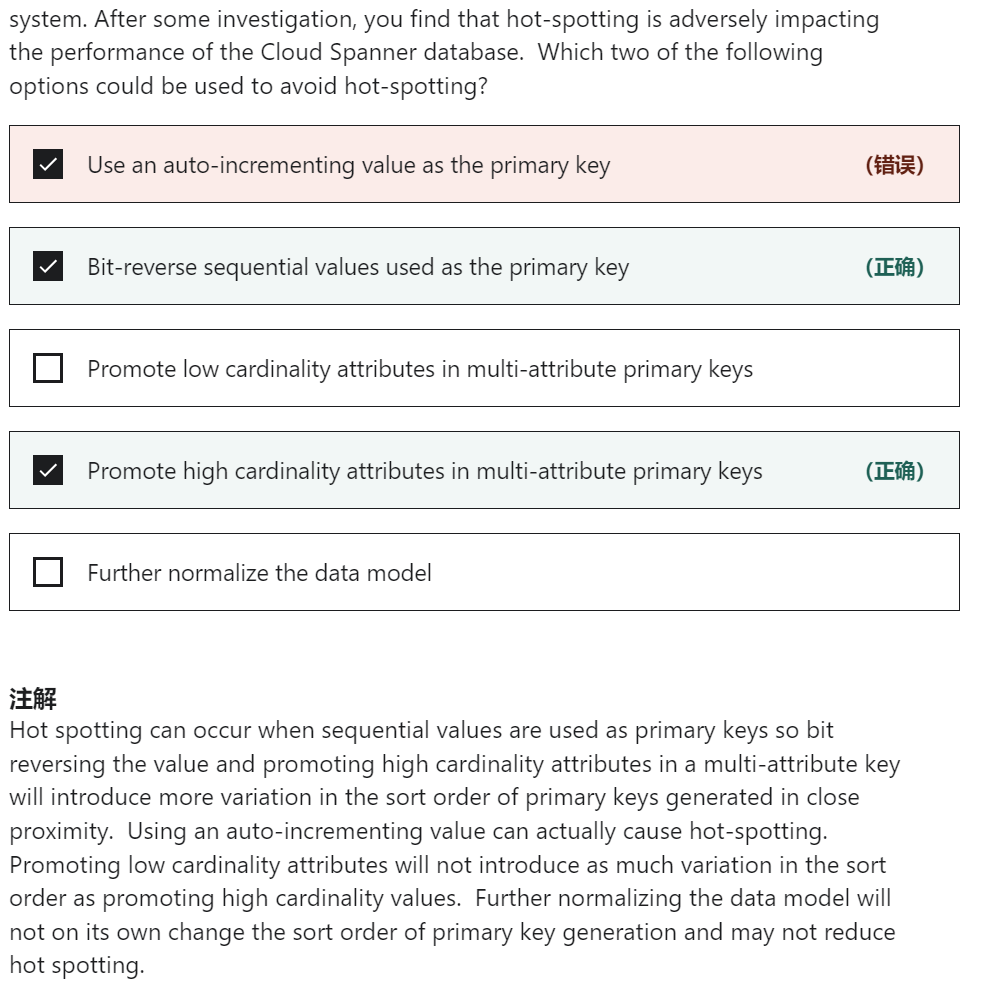 system. After some investigation, you find that hot-spotting is adversely impacting
the performance of the Cloud Spanner database.  Which two of the following
options could be used to avoid hot-spotting?
Use an auto-incrementing value as the primary key (错误)
Bit-reverse sequential values used as the primary key (正确)
Promote low cardinality attributes in multi-attribute primary keys
Promote high cardinality attributes in multi-attribute primary keys (正确)
Further normalize the data model
注解
Hot spotting can occur when sequential values are used as primary keys so bit
reversing the value and promoting high cardinality attributes in a multi-attribute key
will introduce more variation in the sort order of primary keys generated in close
proximity.  Using an auto-incrementing value can actually cause hot-spotting.
Promoting low cardinality attributes will not introduce as much variation in the sort
order as promoting high cardinality values.  Further normalizing the data model will
not on its own change the sort order of primary key generation and may not reduce
hot spotting.